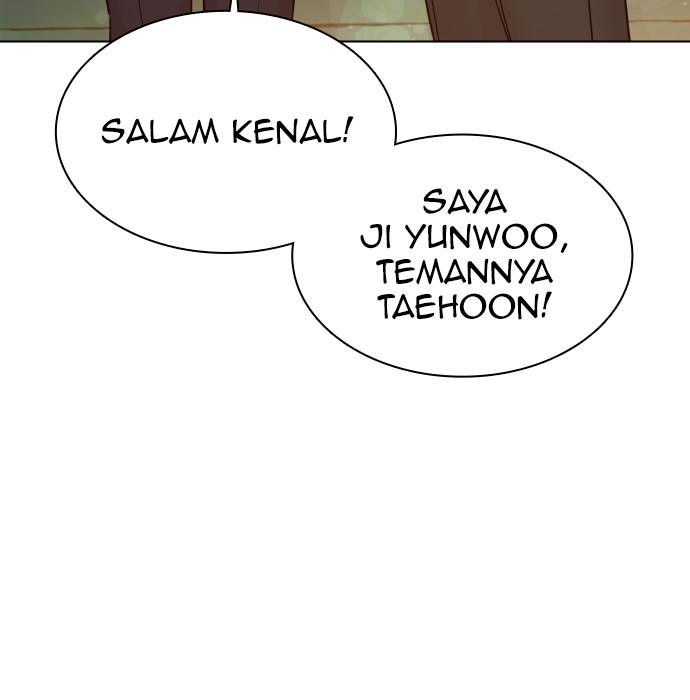 SALAM KENAL!
SAYA
JI YUNWOO,
TEMANNYA
TAEHOON!